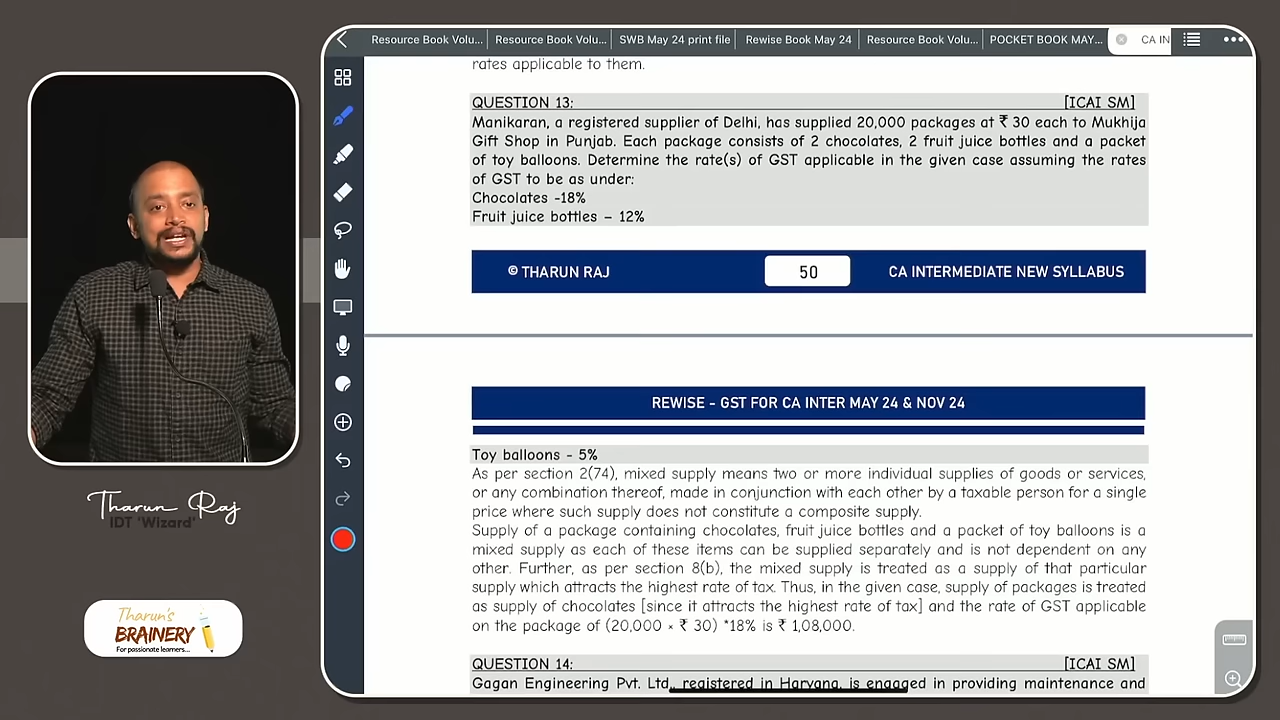 Resource Book Volu...
Resource Book Volu...
SWB May 24 print file
Rewise Book May 24
Resource Book Volu...
POCKET BOOK MAY...
CA IN
rates applicable to them.
QUESTION 13: [ICAI SM]
Manikaran, a registered supplier of Delhi, has supplied 20,000 packages at ₹ 30 each to Mukhija
Gift Shop in Punjab. Each package consists of 2 chocolates, 2 fruit juice bottles and a packet
of toy balloons. Determine the rate(s) of GST applicable in the given case assuming the rates
of GST to be as under:
Chocolates -18%
Fruit juice bottles – 12%
© THARUN RAJ 50 CA INTERMEDIATE NEW SYLLABUS
REWISE - GST FOR CA INTER MAY 24 & NOV 24
Toy balloons - 5%
As per section 2(74), mixed supply means two or more individual supplies of goods or services,
or any combination thereof, made in conjunction with each other by a taxable person for a single
price where such supply does not constitute a composite supply.
Supply of a package containing chocolates, fruit juice bottles and a packet of toy balloons is a
mixed supply as each of these items can be supplied separately and is not dependent on any
other. Further, as per section 8(b), the mixed supply is treated as a supply of that particular
supply which attracts the highest rate of tax. Thus, in the given case, supply of packages is treated
as supply of chocolates [since it attracts the highest rate of tax] and the rate of GST applicable
on the package of (20,000 × ₹ 30) *18% is ₹ 1,08,000.
QUESTION 14: [ICAI SM]
Gagan Engineering Pvt. Ltd., registered in Haryana, is engaged in providing maintenance and
Tharun Raj
IDT 'Wizard'
Tharun's
BRAINERY
For passionate learners...